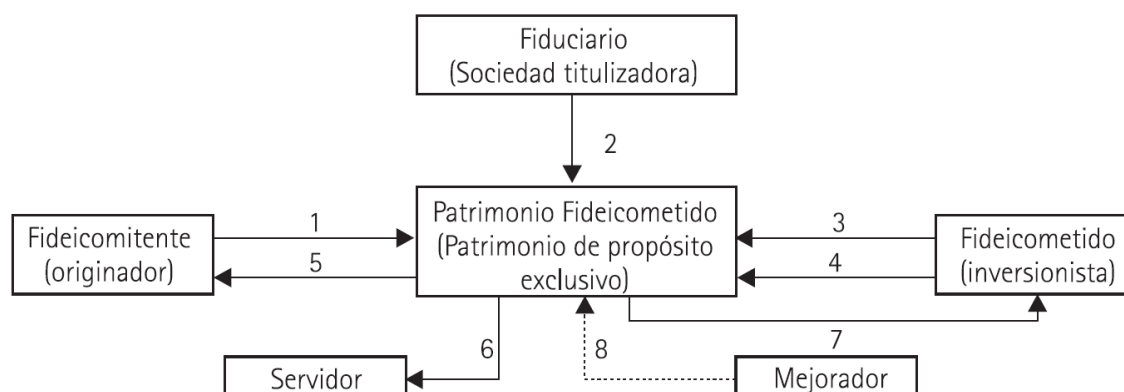 Fiduciario
(Sociedad titulizadora)
2
Patrimonio Fideicometido
(Patrimonio de propósito
exclusivo)
Fideicomitente
(originador)
1
5
3
4
Fideicometido
(inversionista)
6
8
7
Servidor
Mejorador